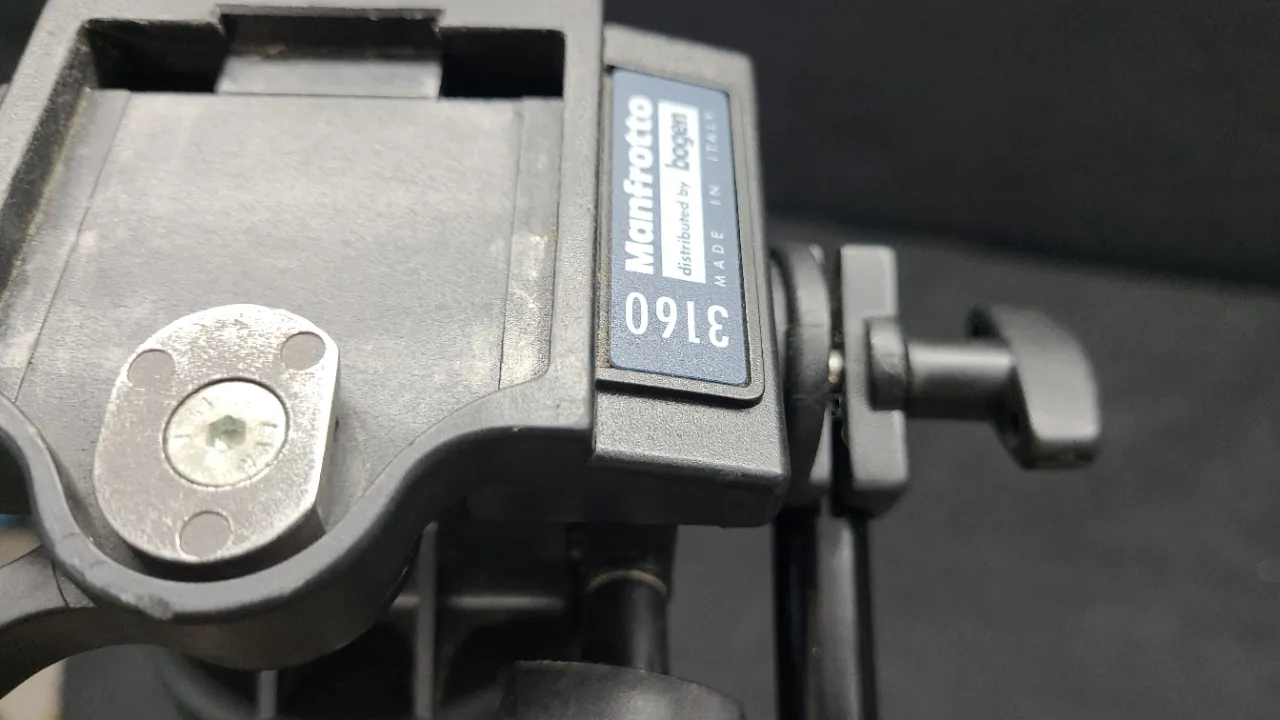 Manfrotto
distributed by bogen
MADE IN ITALY
3160